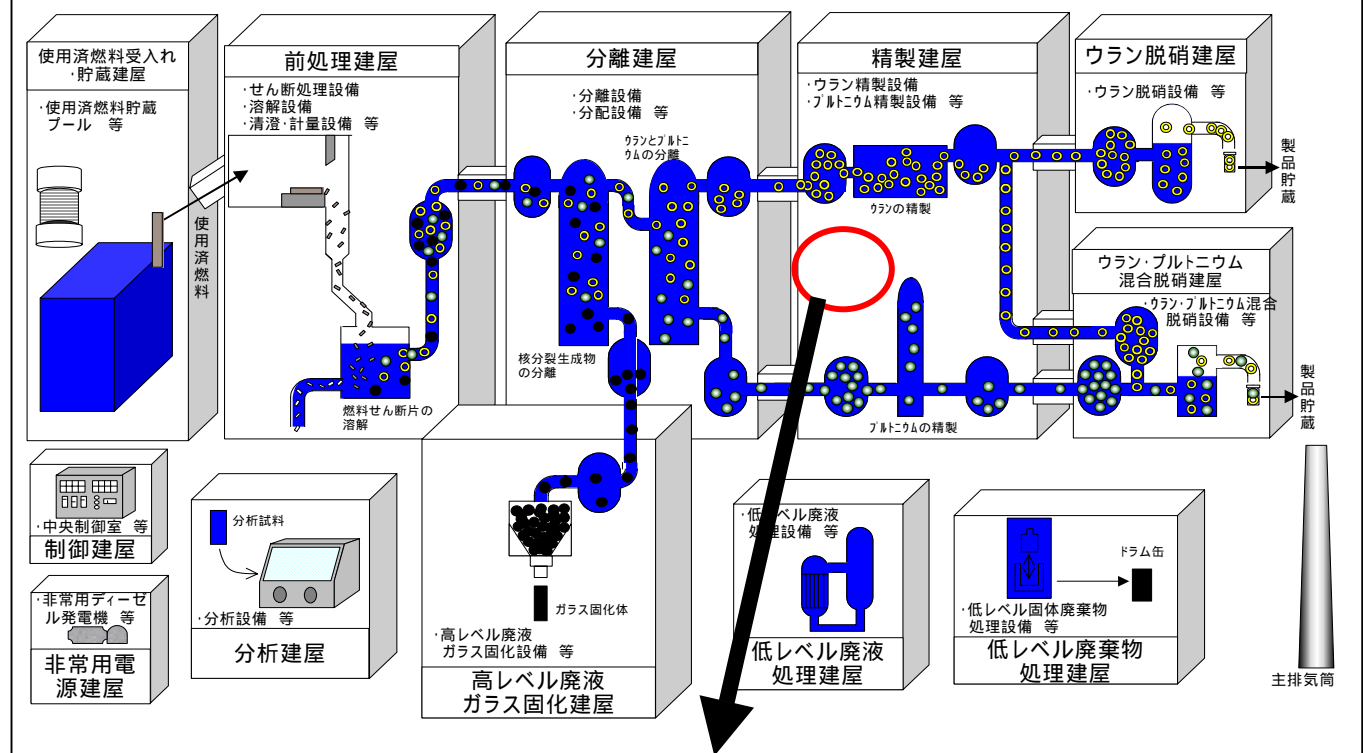 使用済燃料受入れ
・貯蔵建屋
・使用済燃料貯蔵
プール 等
使用済燃料
前処理建屋
・せん断処理設備
・溶解設備
・清澄・計量設備 等
燃料せん断片の
溶解
分離建屋
・分離設備
・分配設備 等
ウランとプルトニ
ウムの分離
核分裂生成物
の分離
精製建屋
・ウラン精製設備
・プルトニウム精製設備 等
ウランの精製
プルトニウムの精製
ウラン脱硝建屋
・ウラン脱硝設備 等
製品貯蔵
ウラン・プルトニウム
混合脱硝建屋
・ウラン・プルトニウム混合
脱硝設備 等
製品貯蔵
・中央制御室 等
制御建屋
・非常用ディーゼ
ル発電機 等
非常用電
源建屋
分析試料
・分析設備 等
分析建屋
ガラス固化体
・高レベル廃液
ガラス固化設備 等
高レベル廃液
ガラス固化建屋
・低レベル廃液
処理設備 等
低レベル廃液
処理建屋
ドラム缶
・低レベル固体廃棄物
処理設備 等
低レベル廃棄物
処理建屋
主排気筒